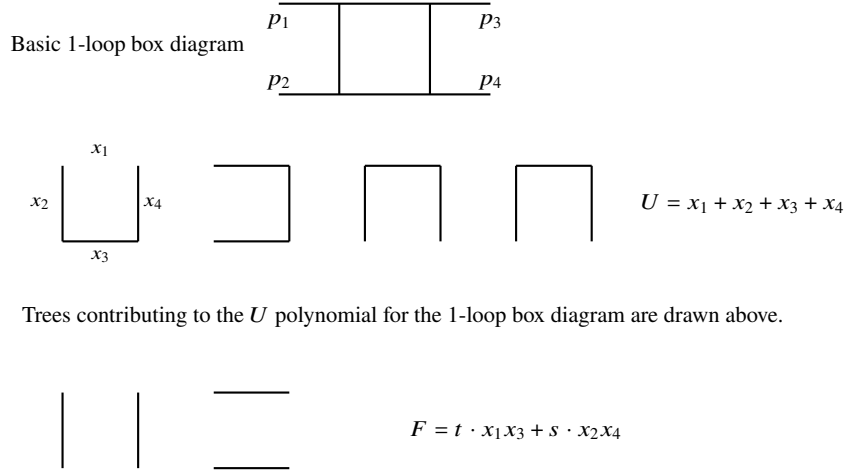 p₁ p₃
Basic 1-loop box diagram
p₂ p₄
x₁
x₂ x₄ U = x₁ + x₂ + x₃ + x₄
x₃
Trees contributing to the U polynomial for the 1-loop box diagram are drawn above.
F = t · x₁x₃ + s · x₂x₄